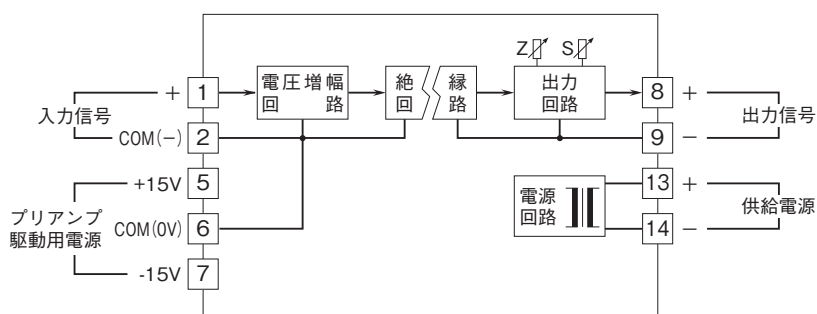 Z S
+ 1 電圧増幅回路 絶縁回路 出力回路 8 +
入力信号 出力信号
COM(−) 2 9 −
+15V 5 13 +
プリアンプ駆動用電源 COM(0V) 6 電源回路 供給電源
14 −
-15V 7